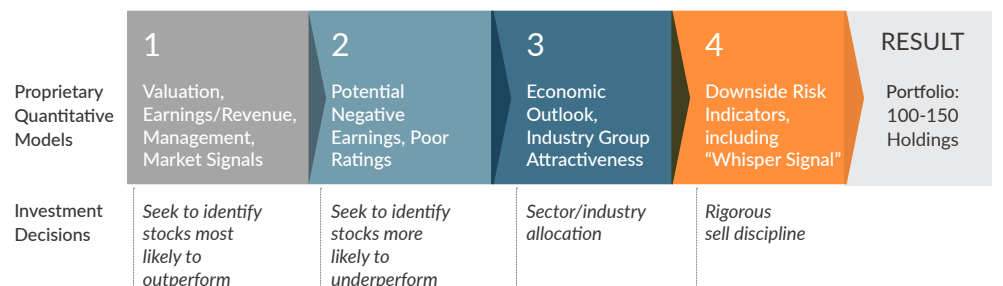 1
2
3
4
RESULT
Proprietary
Quantitative
Models
Valuation,
Earnings/Revenue,
Management,
Market Signals
Potential
Negative
Earnings, Poor
Ratings
Economic
Outlook,
Industry Group
Attractiveness
Downside Risk
Indicators,
including
“Whisper Signal”
Portfolio:
100-150
Holdings
Investment
Decisions
Seek to identify
stocks most
likely to
outperform
Seek to identify
stocks more
likely to
underperform
Sector/industry
allocation
Rigorous
sell discipline